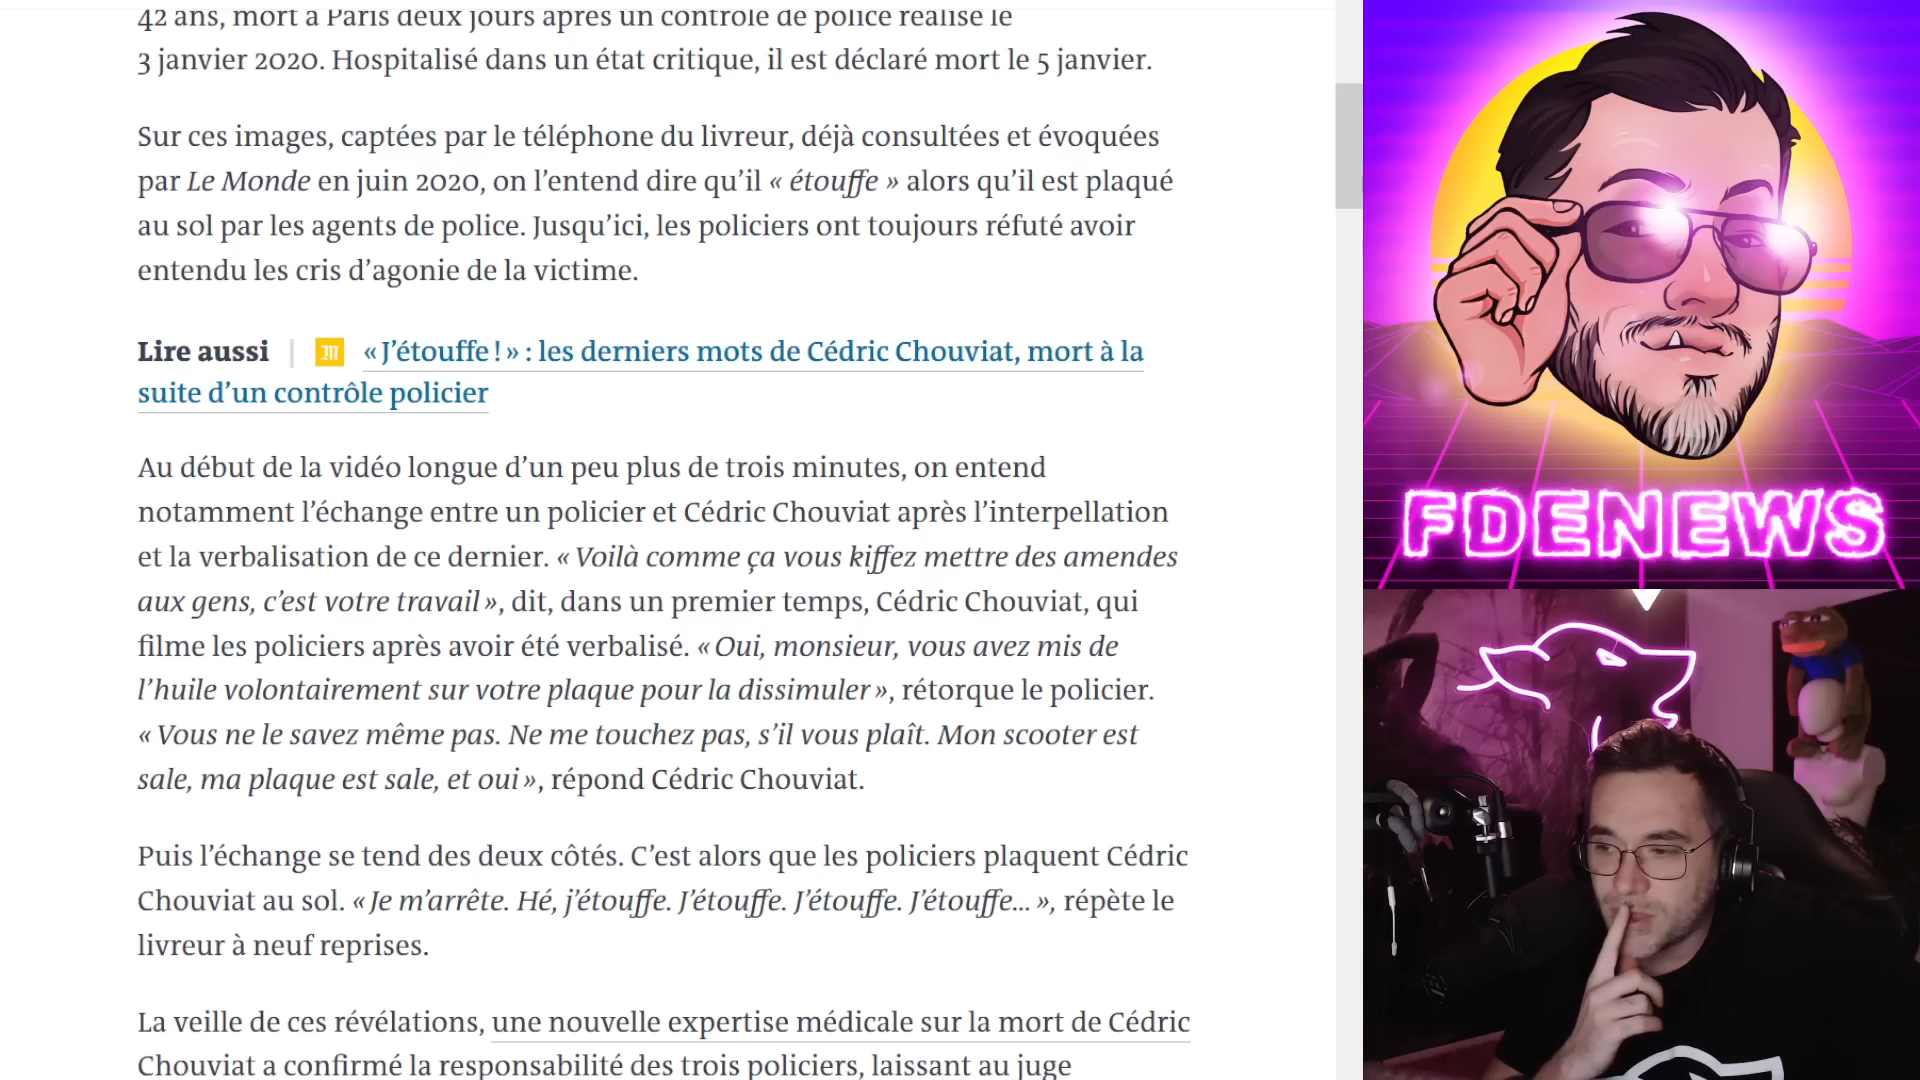 42 ans, mort à Paris deux jours après un contrôle de police réalisé le
3 janvier 2020. Hospitalisé dans un état critique, il est déclaré mort le 5 janvier.
Sur ces images, captées par le téléphone du livreur, déjà consultées et évoquées
par Le Monde en juin 2020, on l’entend dire qu’il « étouffe » alors qu’il est plaqué
au sol par les agents de police. Jusqu’ici, les policiers ont toujours réfuté avoir
entendu les cris d’agonie de la victime.
Lire aussi | M « J’étouffe ! » : les derniers mots de Cédric Chouviat, mort à la
suite d’un contrôle policier
Au début de la vidéo longue d’un peu plus de trois minutes, on entend
notamment l’échange entre un policier et Cédric Chouviat après l’interpellation
et la verbalisation de ce dernier. « Voilà comme ça vous kiffez mettre des amendes
aux gens, c’est votre travail », dit, dans un premier temps, Cédric Chouviat, qui
filme les policiers après avoir été verbalisé. « Oui, monsieur, vous avez mis de
l’huile volontairement sur votre plaque pour la dissimuler », rétorque le policier.
« Vous ne le savez même pas. Ne me touchez pas, s’il vous plaît. Mon scooter est
sale, ma plaque est sale, et oui », répond Cédric Chouviat.
Puis l’échange se tend des deux côtés. C’est alors que les policiers plaquent Cédric
Chouviat au sol. « Je m’arrête. Hé, j’étouffe. J’étouffe. J’étouffe. J’étouffe… », répète le
livreur à neuf reprises.
La veille de ces révélations, une nouvelle expertise médicale sur la mort de Cédric
Chouviat a confirmé la responsabilité des trois policiers, laissant au juge
FDENEWS